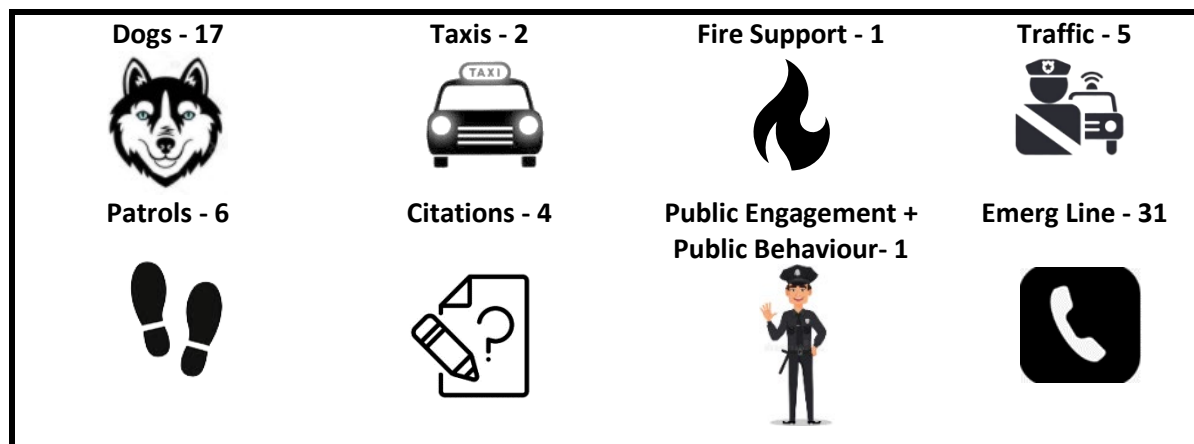 Dogs - 17
Taxis - 2
Fire Support - 1
Traffic - 5
TAXI
Patrols - 6
Citations - 4
Public Engagement +
Public Behaviour- 1
Emerg Line - 31
?